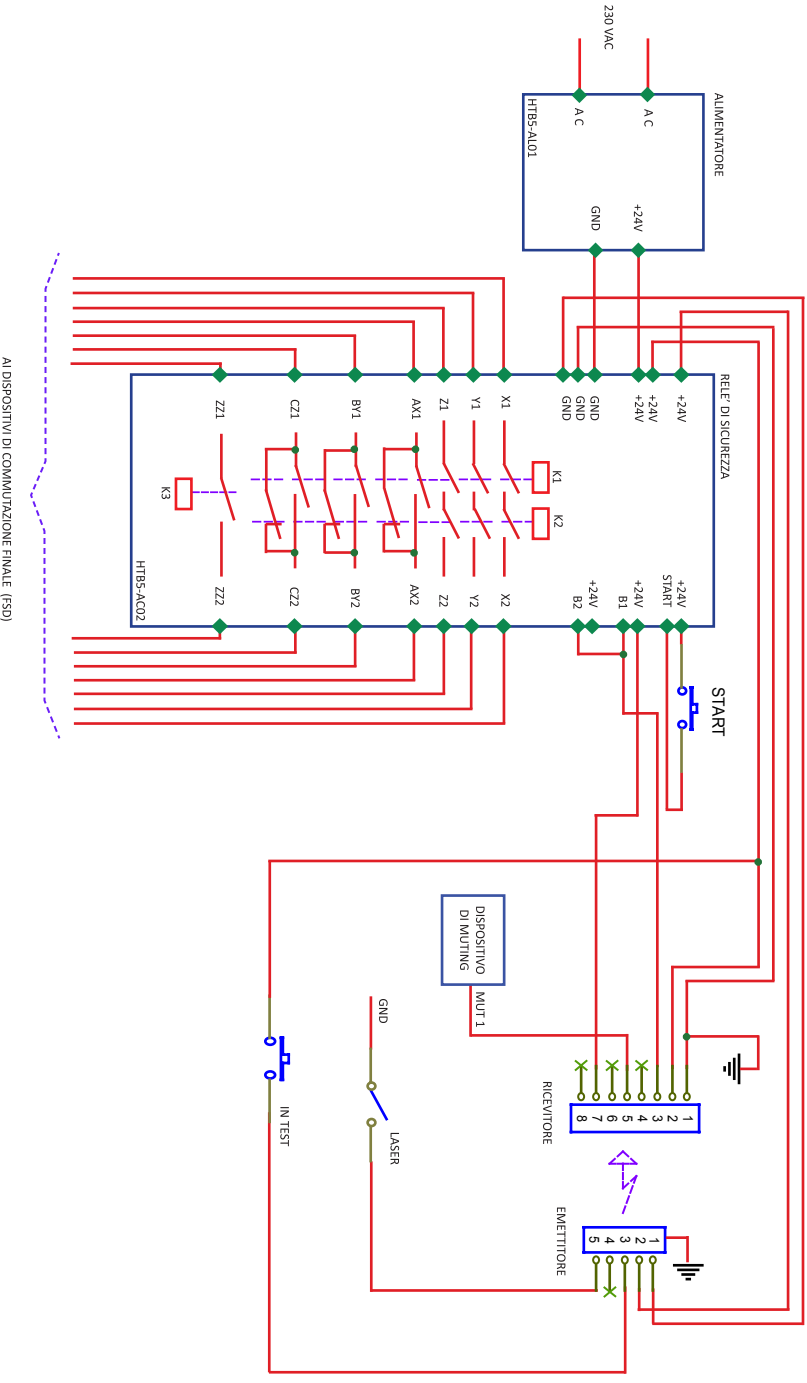 230 VAC
ALIMENTATORE
A C
A C
HTB5-AL01
+24V
GND
RELE’ DI SICUREZZA
+24V
+24V
+24V
GND
GND
GND
X1
Y1
Z1
AX1
BY1
CZ1
ZZ1
K1
K2
K3
+24V
START
+24V
B1
+24V
B2
X2
Y2
Z2
AX2
BY2
CZ2
ZZ2
HTB5-AC02
AI DISPOSITIVI DI COMMUTAZIONE FINALE (FSD)
START
DISPOSITIVO
DI MUTING
MUT 1
GND
LASER
IN TEST
RICEVITORE
1
2
3
4
5
6
7
8
EMETTITORE
1
2
3
4
5